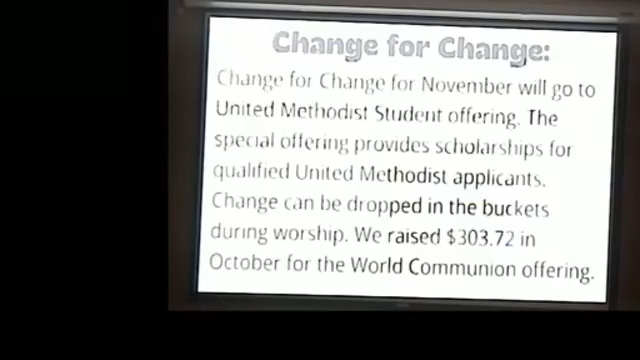 Change for Change:
Change for Change for November will go to
United Methodist Student offering. The
special offering provides scholarships for
qualified United Methodist applicants.
Change can be dropped in the buckets
during worship. We raised $303.72 in
October for the World Communion offering.